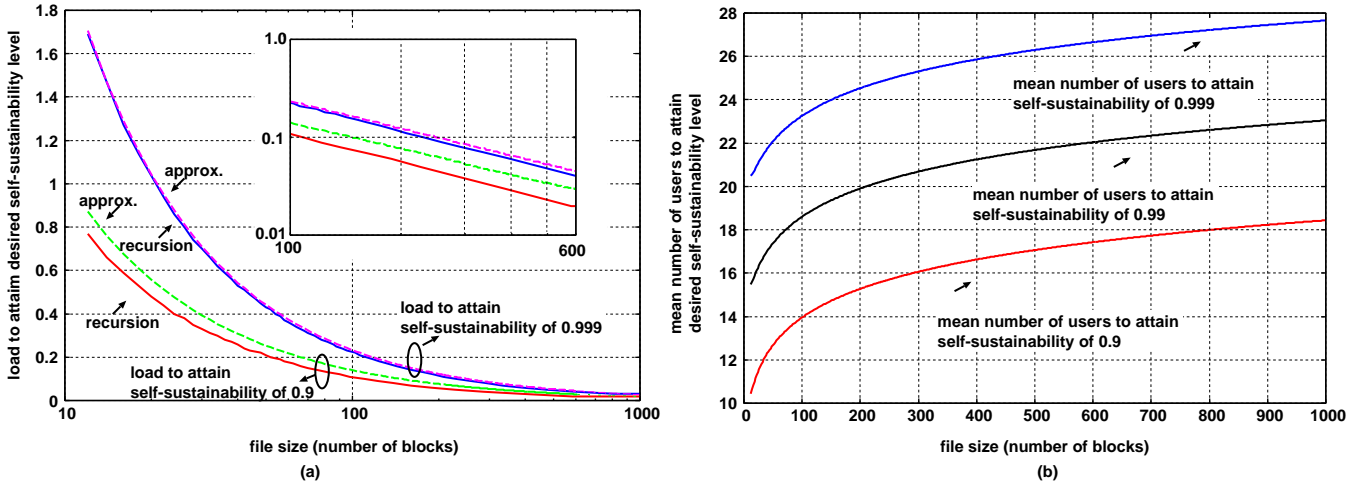 load to attaim desired self-sustainability level
1.8
1.6
1.4
1.2
1
0.8
0.6
0.4
0.2
0
10
100
1000
1.0
0.1
0.01
100
600
approx.
approx.
recursion
recursion
load to attain
self-sustainability of 0.999
load to attain
self-sustainability of 0.9
file size (number of blocks)
(a)
mean number of users to attain
desired self-sustainability level
28
26
24
22
20
18
16
14
12
10
0
100
200
300
400
500
600
700
800
900
1000
mean number of users to attain
self-sustainability of 0.999
mean number of users to attain
self-sustainability of 0.99
mean number of users to attain
self-sustainability of 0.9
file size (number of blocks)
(b)